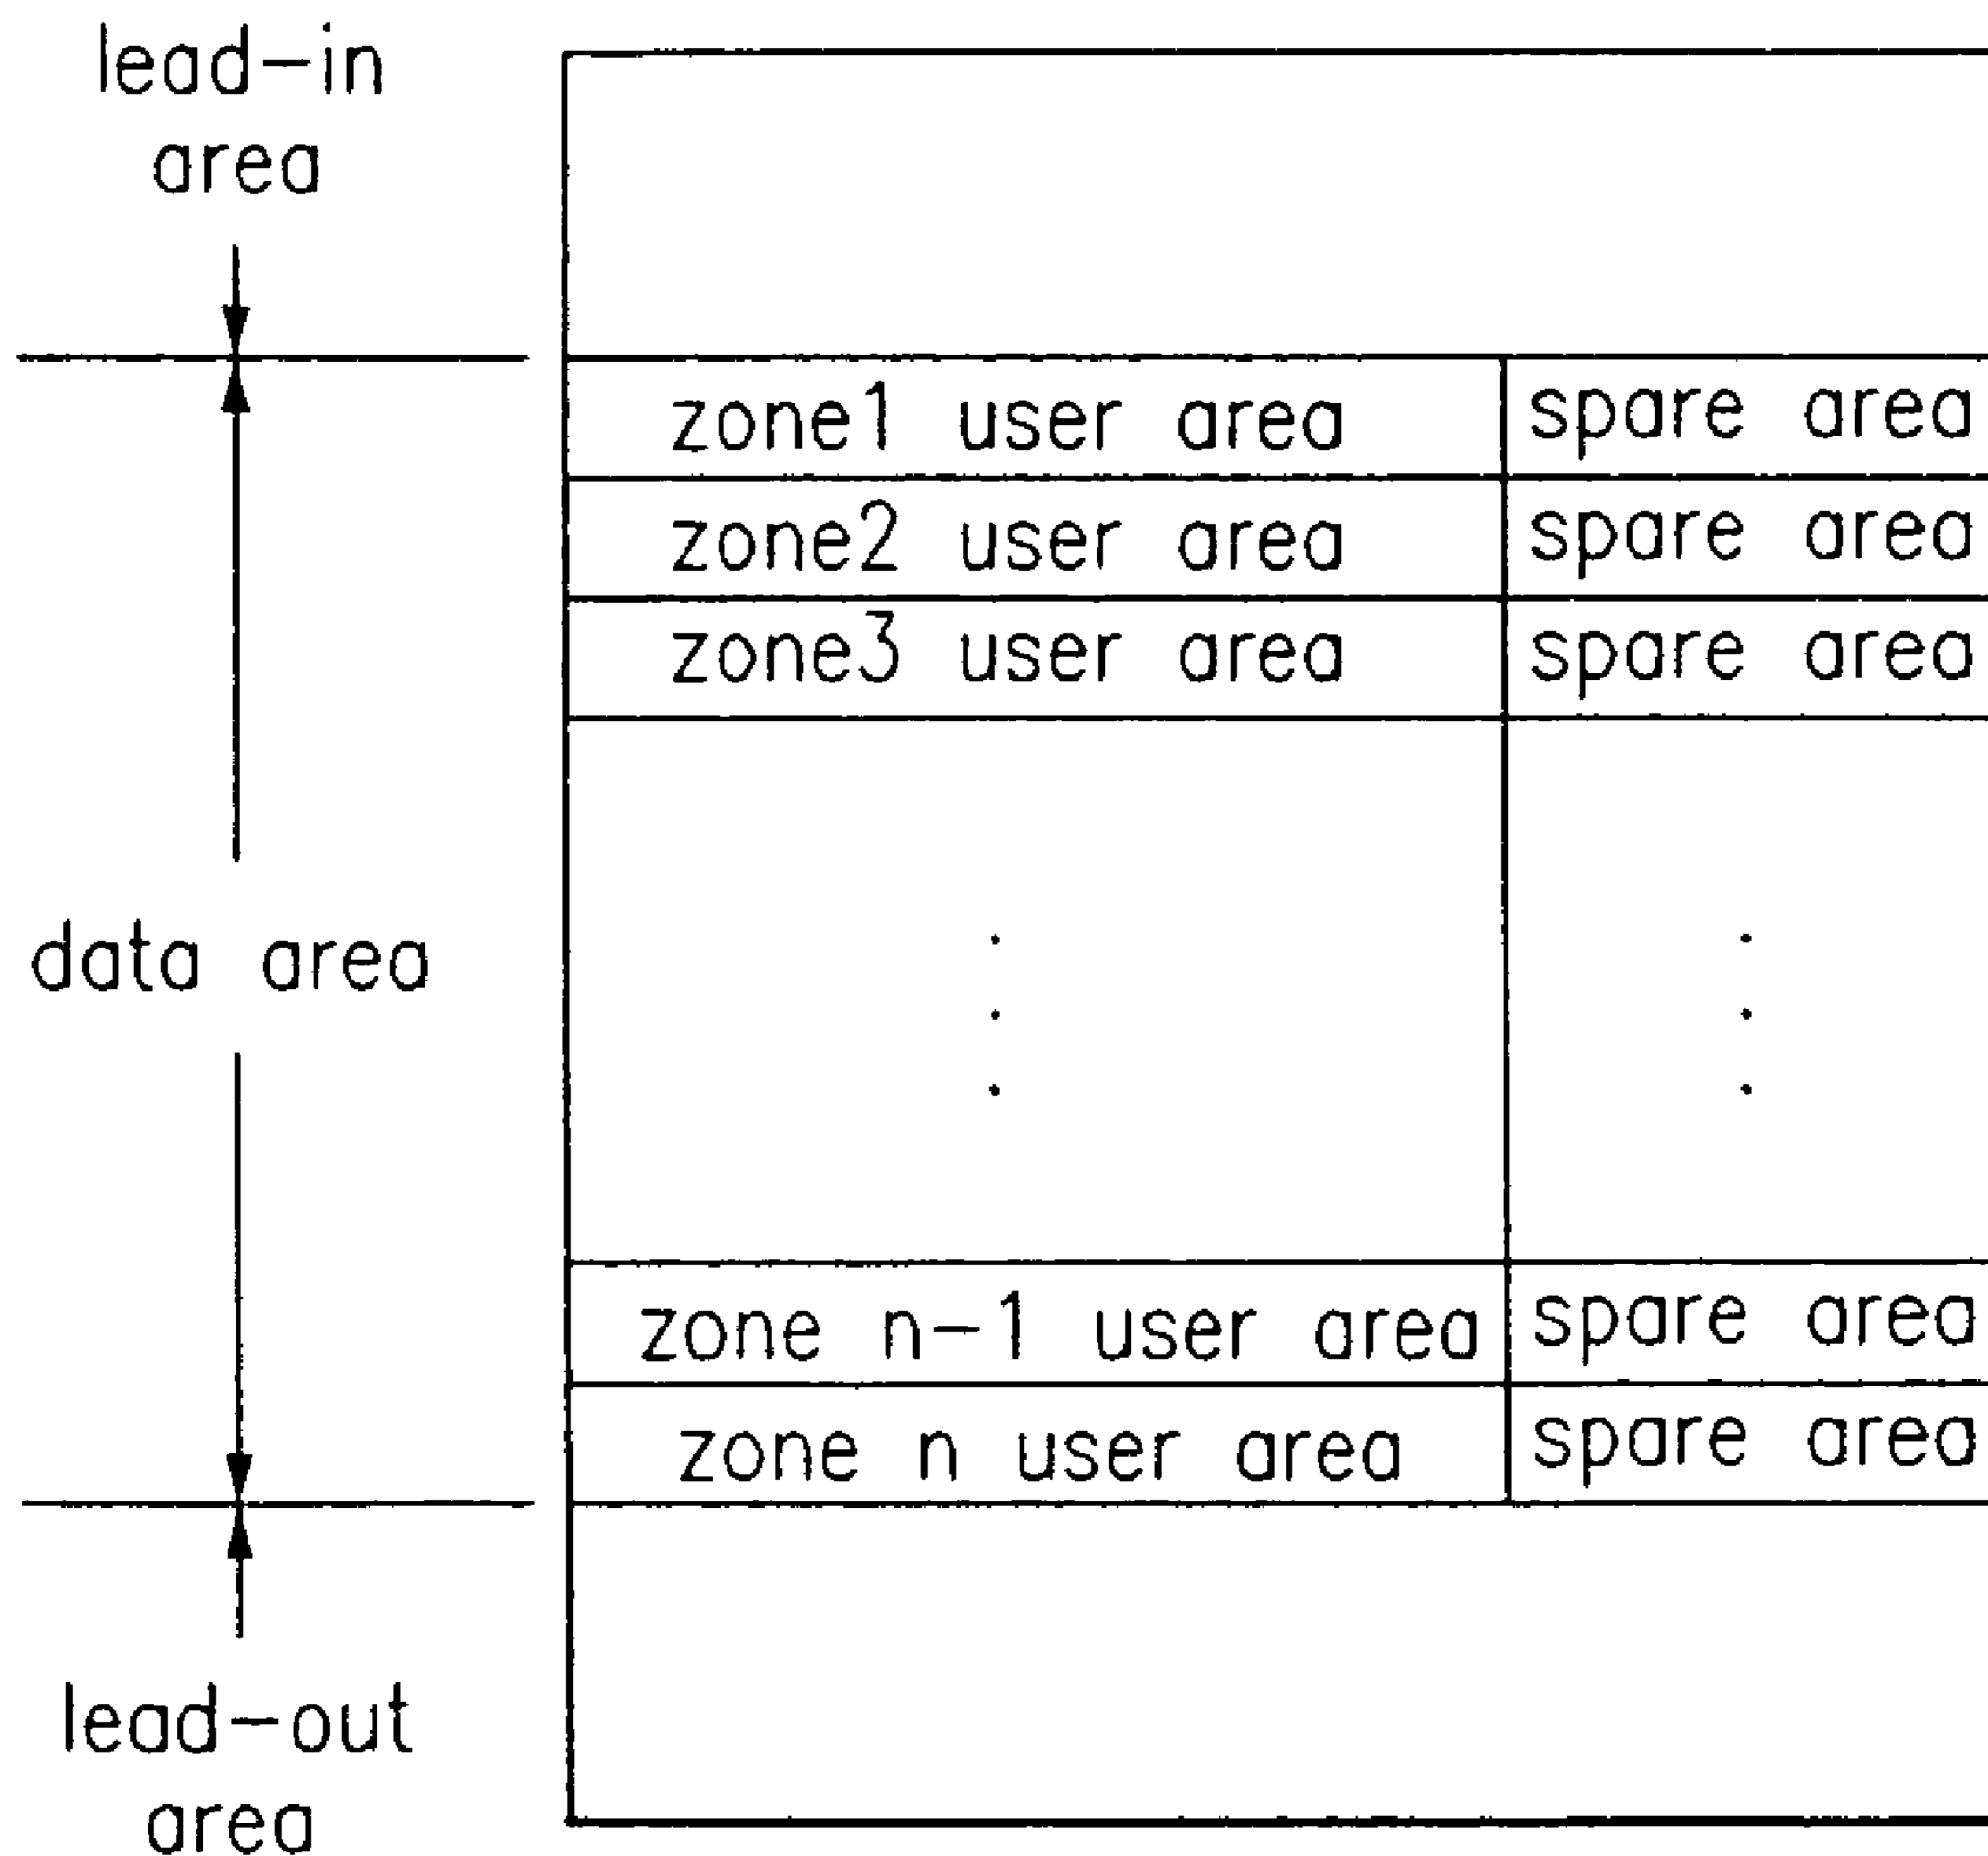 lead-in
area
zone1 user area spare area
zone2 user area spare area
zone3 user area spare area
data area
zone n-1 user area spare area
zone n user area spare area
lead-out
area